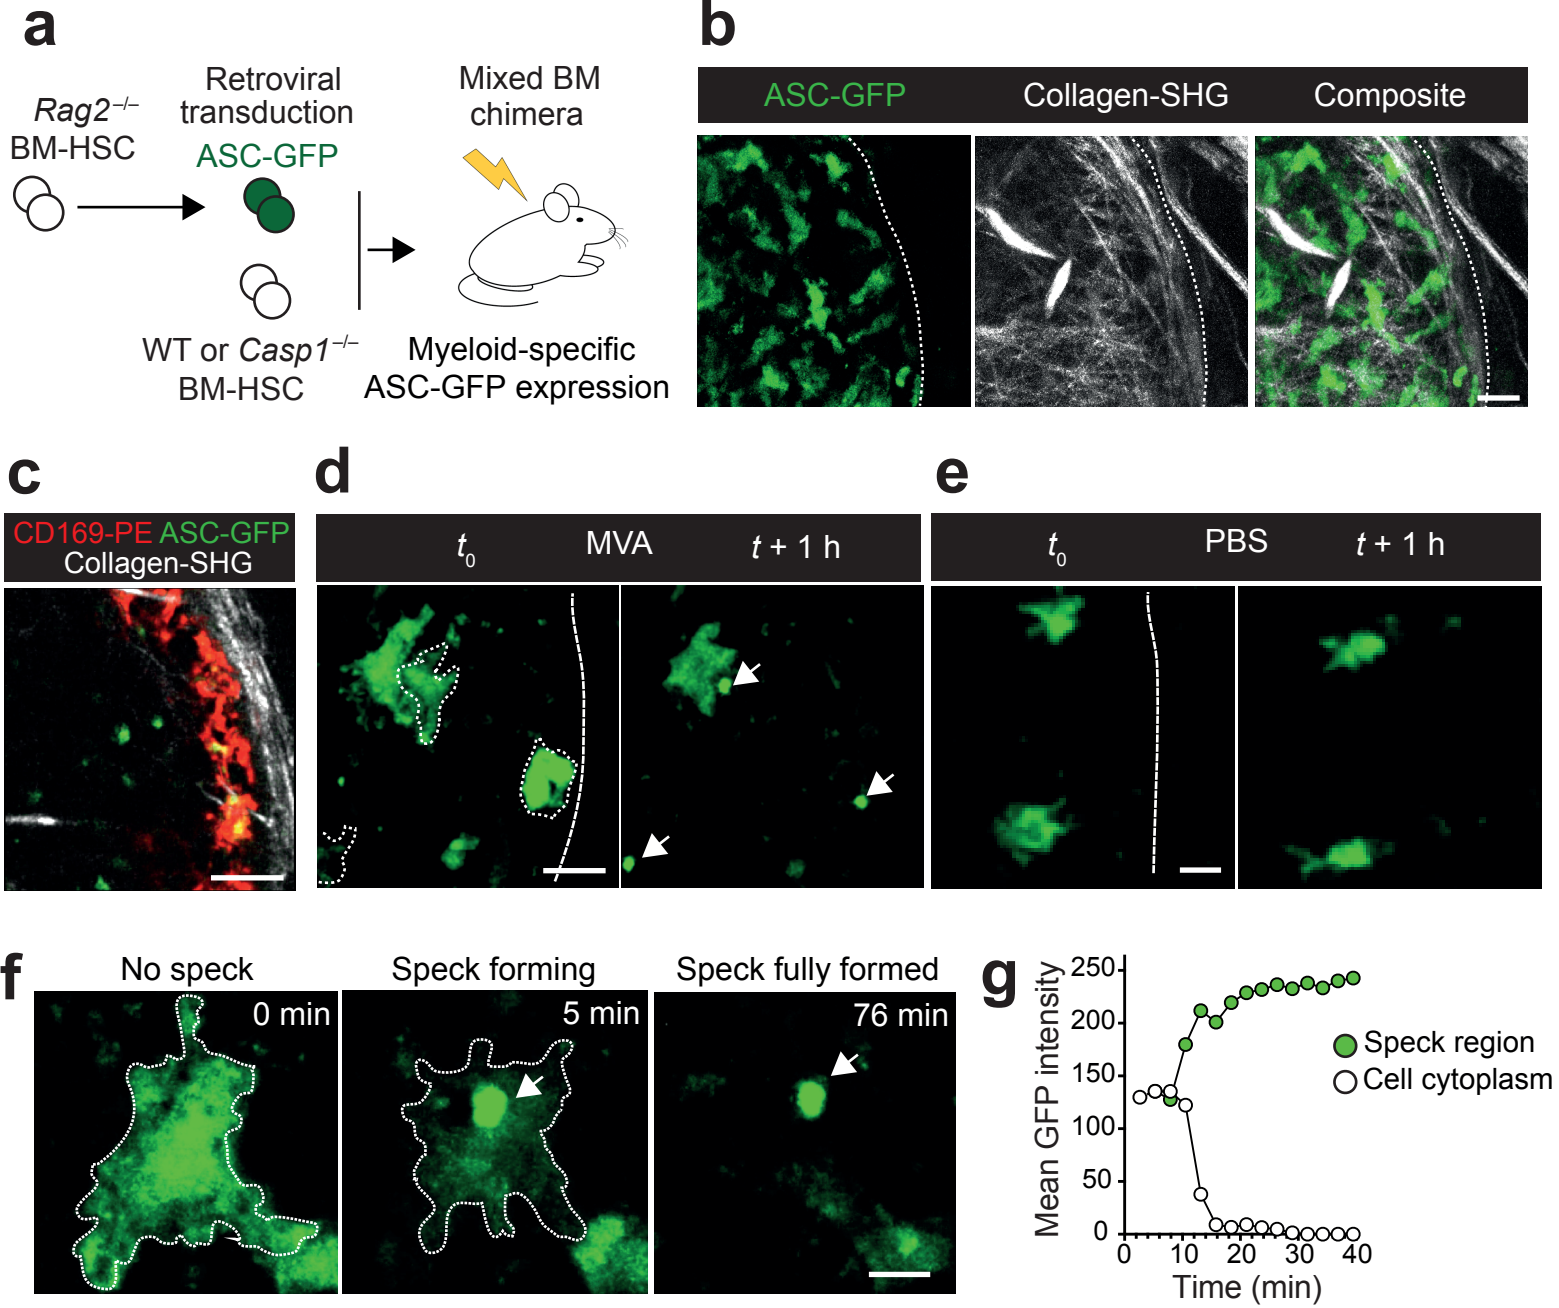 a
Rag2–/–
BM-HSC
Retroviral
transduction
ASC-GFP
Mixed BM
chimera
WT or Casp1–/–
BM-HSC
Myeloid-specific
ASC-GFP expression
b
ASC-GFP
Collagen-SHG
Composite
c
CD169-PE ASC-GFP
Collagen-SHG
d
t0
MVA
t + 1 h
e
t0
PBS
t + 1 h
f
No speck
Speck forming
Speck fully formed
0 min
5 min
76 min
g
Mean GFP intensity
250
200
150
100
50
0
0
10
20
30
40
Time (min)
Speck region
Cell cytoplasm